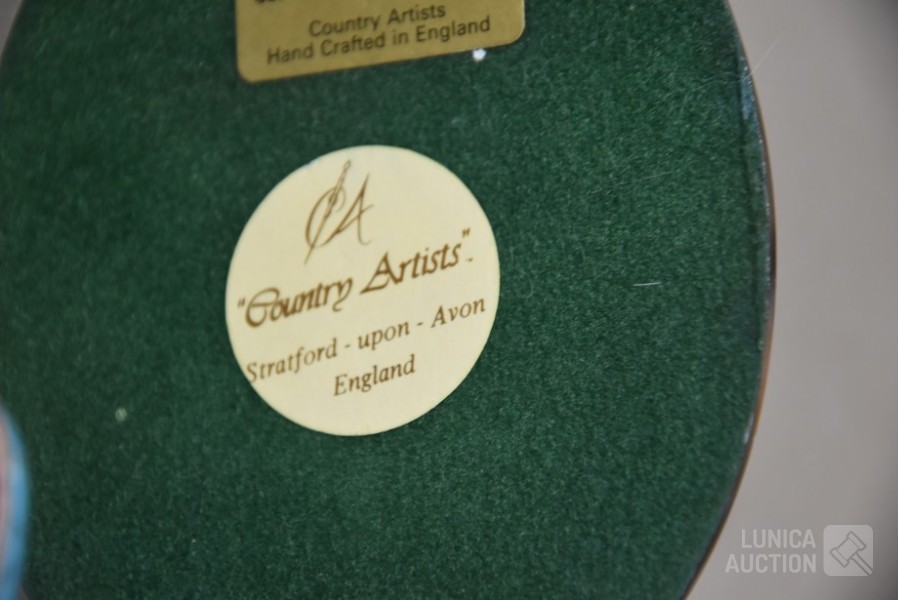 Country Artists
Hand Crafted in England
CA
"Country Artists".
Stratford - upon - Avon
England
LUNICA
AUCTION